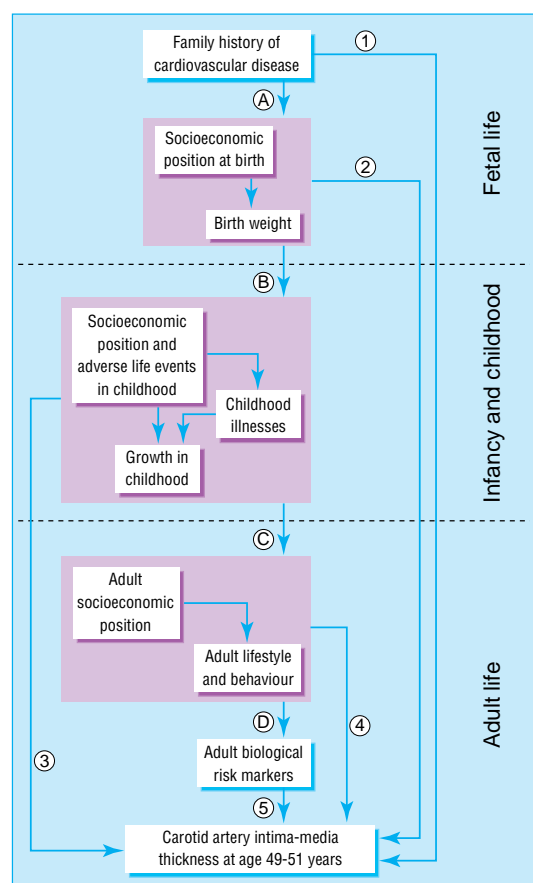 Family history of
cardiovascular disease
1
A
Socioeconomic
position at birth
2
Birth weight
Fetal life
B
Socioeconomic
position and
adverse life events
in childhood
Childhood
illnesses
Growth in
childhood
Infancy and childhood
C
Adult
socioeconomic
position
Adult lifestyle
and behaviour
D
4
3
Adult biological
risk markers
5
Carotid artery intima-media
thickness at age 49-51 years
Adult life